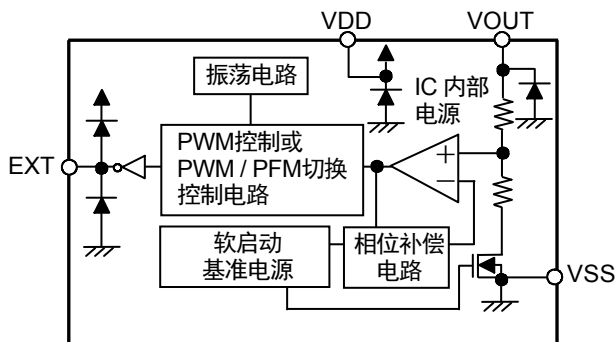 VDD
VOUT
振荡电路
IC 内部
电源
PWM控制或
PWM / PFM切换
控制电路
EXT
+
−
软启动
基准电源
相位补偿
电路
VSS